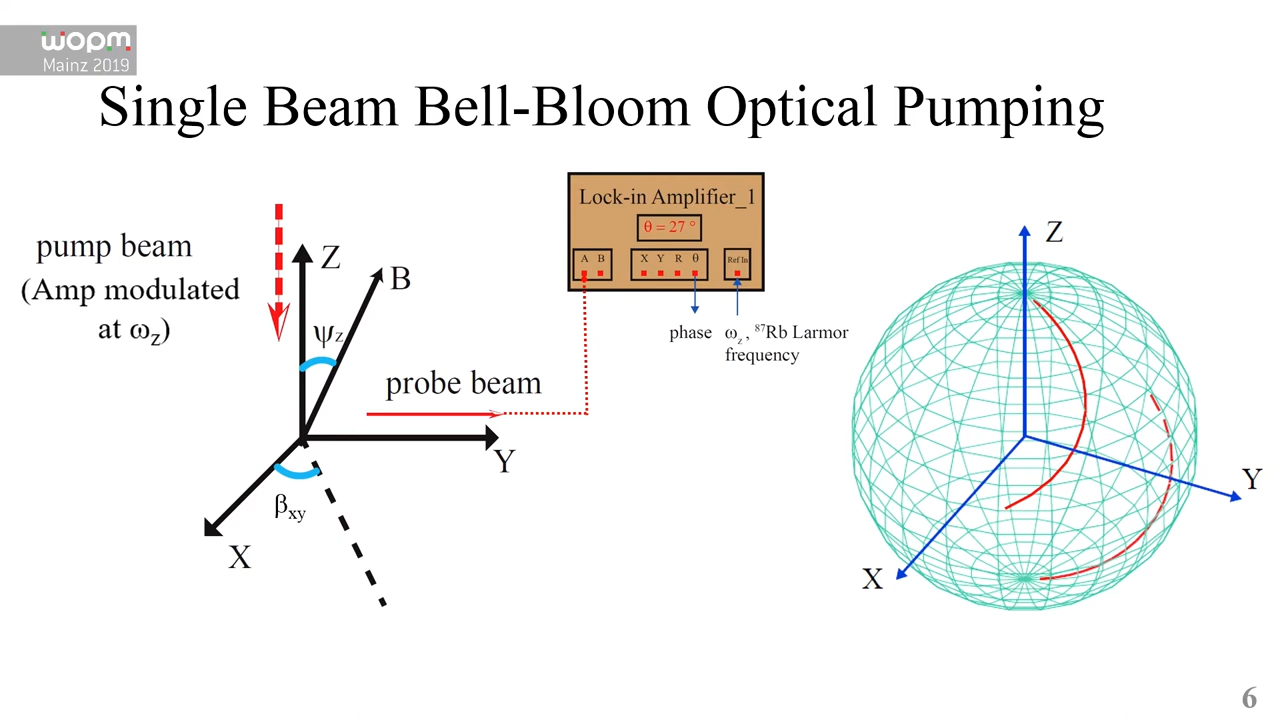 wopm
Mainz 2019
Single Beam Bell-Bloom Optical Pumping
pump beam
(Amp modulated
at ω_z)
Z
B
ψ_z
probe beam
Y
β_xy
X
Lock-in Amplifier_1
θ = 27 °
A B
X Y R θ
Ref In
phase
ω_z , ⁸⁷Rb Larmor
frequency
Z
Y
X
6